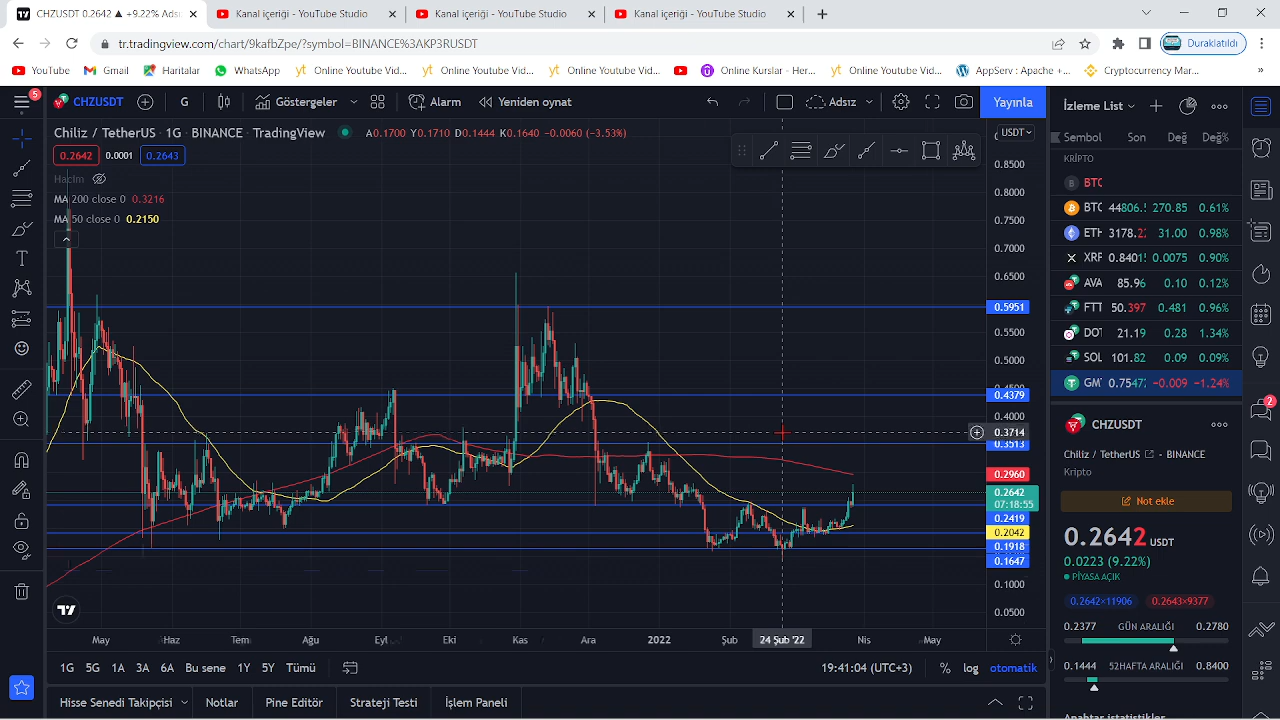 CHZUSDT 0.2642 ▲ +9.22% Adsı
Kanal içeriği - YouTube Studio
içeriği - YouTube Studio
Kanal içeriği - YouTube Studio
tr.tradingview.com/chart/9kafbZpe/?symbol=BINANCE%3AKP3RUSDT
Duraklatıldı
YouTube
Gmail
Haritalar
WhatsApp
Online Youtube Vid...
Online Youtube Vid...
Online Youtube Vid...
Online Kurslar - Her...
Online Youtube Vid...
AppServ : Apache +...
Cryptocurrency Mar...
»
5
CHZUSDT
G
Göstergeler
Alarm
Yeniden oynat
Adsız
Yayınla
İzleme List
Chiliz / TetherUS · 1G · BINANCE · TradingView
A0.1700 Y0.1710 D0.1444 K0.1640 −0.0060 (−3.53%)
USDT
0.2642 0.0001 0.2643
Hacim
MA 200 close 0 0.3216
MA 50 close 0 0.2150
0.8500
0.8000
0.7500
0.7000
0.6500
0.5951
0.5500
0.5000
0.4379
0.4000
0.3714
0.3513
0.2960
0.2642
07:18:55
0.2419
0.2042
0.1918
0.1647
0.1000
0.0500
May Haz Tem Ağu Eyl Eki Kas Ara 2022 Şub 24 Şub '22 Nis May
1G 5G 1A 3A 6A Bu sene 1Y 5Y Tümü
19:41:04 (UTC+3) % log otomatik
Hisse Senedi Takipçisi Notlar Pine Editör Strateji Testi İşlem Paneli
Sembol Son Değ Değ%
KRİPTO
BTC
BTC 44806. 270.85 0.61%
ETH 3178.2 31.00 0.98%
XRP 0.8401 0.0075 0.90%
AVA 85.96 0.10 0.12%
FTT 50.397 0.481 0.96%
DOT 21.19 0.28 1.34%
SOL 101.82 0.09 0.09%
GMT 0.7547 −0.009 −1.24%
2
CHZUSDT
Chiliz / TetherUS - BINANCE
Kripto
Not ekle
0.2642 USDT
0.0223 (9.22%)
PİYASA AÇIK
0.2642×11906 0.2643×9377
0.2377 GÜN ARALIĞI 0.2780
0.1444 52HAFTA ARALIĞI 0.8400
Anahtar istatistikler